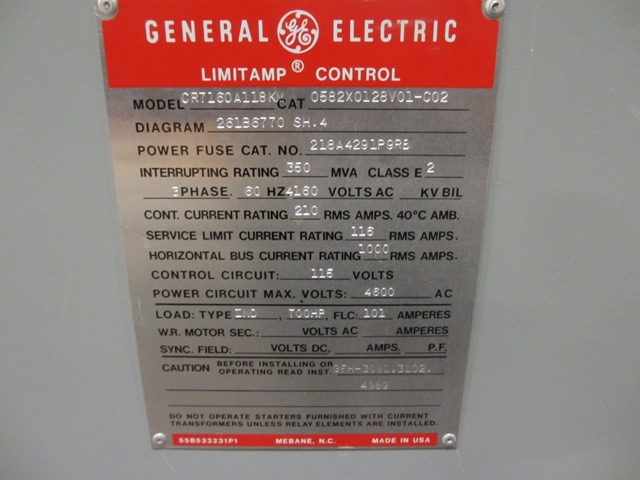 GENERAL GE ELECTRIC
LIMITAMP® CONTROL
MODEL CR7160A118KM CAT 0582X0128V01-C02
DIAGRAM 261B6770 SH.4
POWER FUSE CAT. NO. 218A4291P9RB
INTERRUPTING RATING 350 MVA CLASS E 2
3PHASE. 60 HZ 4160 VOLTS AC KV BIL
CONT. CURRENT RATING 210 RMS AMPS. 40°C AMB.
SERVICE LIMIT CURRENT RATING 116 RMS AMPS.
HORIZONTAL BUS CURRENT RATING 1000 RMS AMPS.
CONTROL CIRCUIT: 115 VOLTS
POWER CIRCUIT MAX. VOLTS: 4800 AC
LOAD: TYPE IND , 700HP, FLC: 101 AMPERES
W.R. MOTOR SEC.: VOLTS AC AMPERES
SYNC. FIELD: VOLTS DC, AMPS. P.F.
CAUTION BEFORE INSTALLING OR
OPERATING READ INST. 3102,
4989
DO NOT OPERATE STARTERS FURNISHED WITH CURRENT
TRANSFORMERS UNLESS RELAY ELEMENTS ARE INSTALLED.
55B533231P1 MEBANE, N.C. MADE IN USA